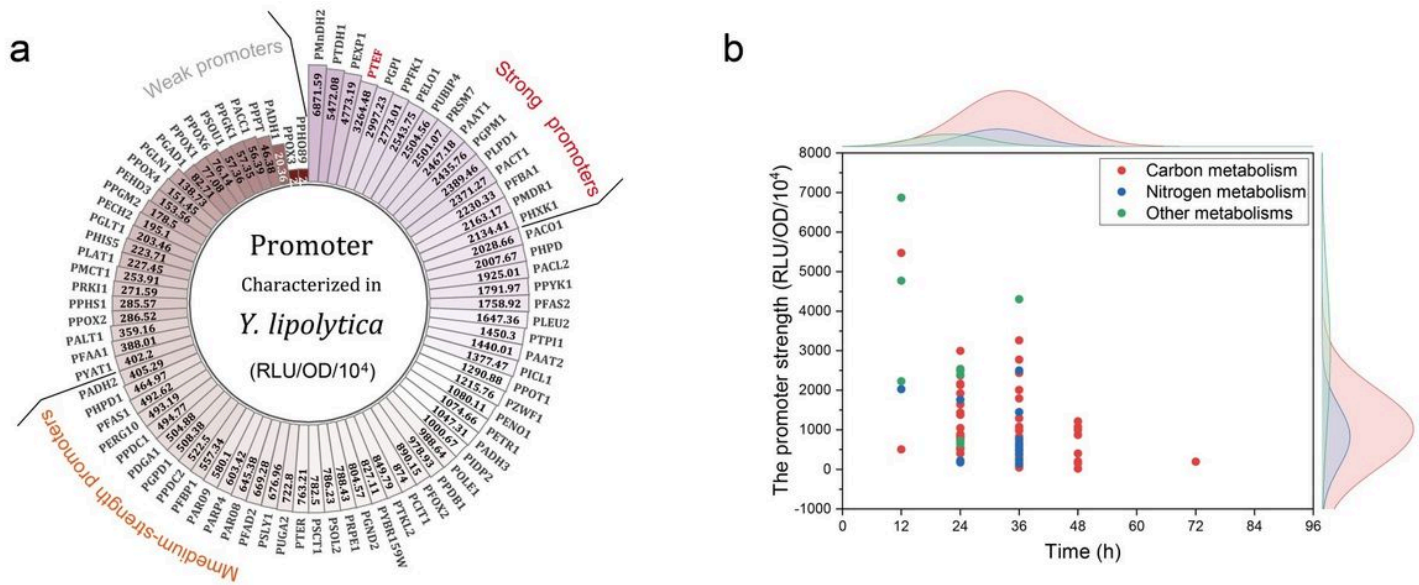 a
Weak promoters
Strong promoters
Mmedium-strength promoters
PMnDH2
PTDH1
PEXP1
PTEF
PGPI
PPFK1
PELO1
PUBIP4
PRSM7
PAAT1
PGPM1
PLPD1
PACT1
PFBA1
PMDR1
PHXK1
PACO1
PHPD
PACL2
PPYK1
PFAS2
PLEU2
PTPI1
PAAT2
PICL1
PPOT1
PZWF1
PENO1
PETR1
PADH3
PIDP2
POLE1
PPDB1
PFOX2
PCIT1
PTKL2
PYBR159W
PGND2
PRPE1
PSOL2
PSCT1
PTER
PUGA2
PSLY1
PFAD2
PAR08
PARP4
PAR09
PFBP1
PPDC2
PGPD1
PDGA1
PPDC1
PERG10
PFAS1
PHPD1
PADH2
PYAT1
PFAA1
PALT1
PPOX2
PPHS1
PRKI1
PMCT1
PLAT1
PHIS5
PGLT1
PECH2
PPGM2
PEHD3
PPOX4
PGLN1
PGAD1
PPOX1
PPOX6
PSOU1
PPGK1
PACC1
PPPT
PADH1
PPOX3
PPHO89
6871.59
5472.08
4773.19
3264.48
2997.23
2773.01
2543.75
2504.56
2501.07
2467.18
2435.76
2389.46
2371.27
2230.33
2163.17
2134.41
2028.66
2007.67
1925.01
1791.97
1758.92
1647.36
1450.3
1440.01
1377.47
1290.88
1215.76
1080.11
1074.66
1047.31
1000.67
988.64
978.93
890.15
874
849.79
827.11
804.57
788.43
786.23
782.5
763.21
722.8
676.96
669.28
645.38
603.42
580.1
557.34
522.5
508.38
504.88
494.77
493.19
492.62
464.97
405.29
402.2
388.01
359.16
286.52
285.57
271.59
253.91
227.45
223.71
203.46
195.1
178.5
153.56
151.45
138.73
82.71
77.08
76.14
57.36
57.35
56.39
46.38
20.36
Promoter
Characterized in
Y. lipolytica
(RLU/OD/10⁴)
b
The promoter strength (RLU/OD/10⁴)
8000
7000
6000
5000
4000
3000
2000
1000
0
-1000
Carbon metabolism
Nitrogen metabolism
Other metabolisms
0 12 24 36 48 60 72 84 96
Time (h)